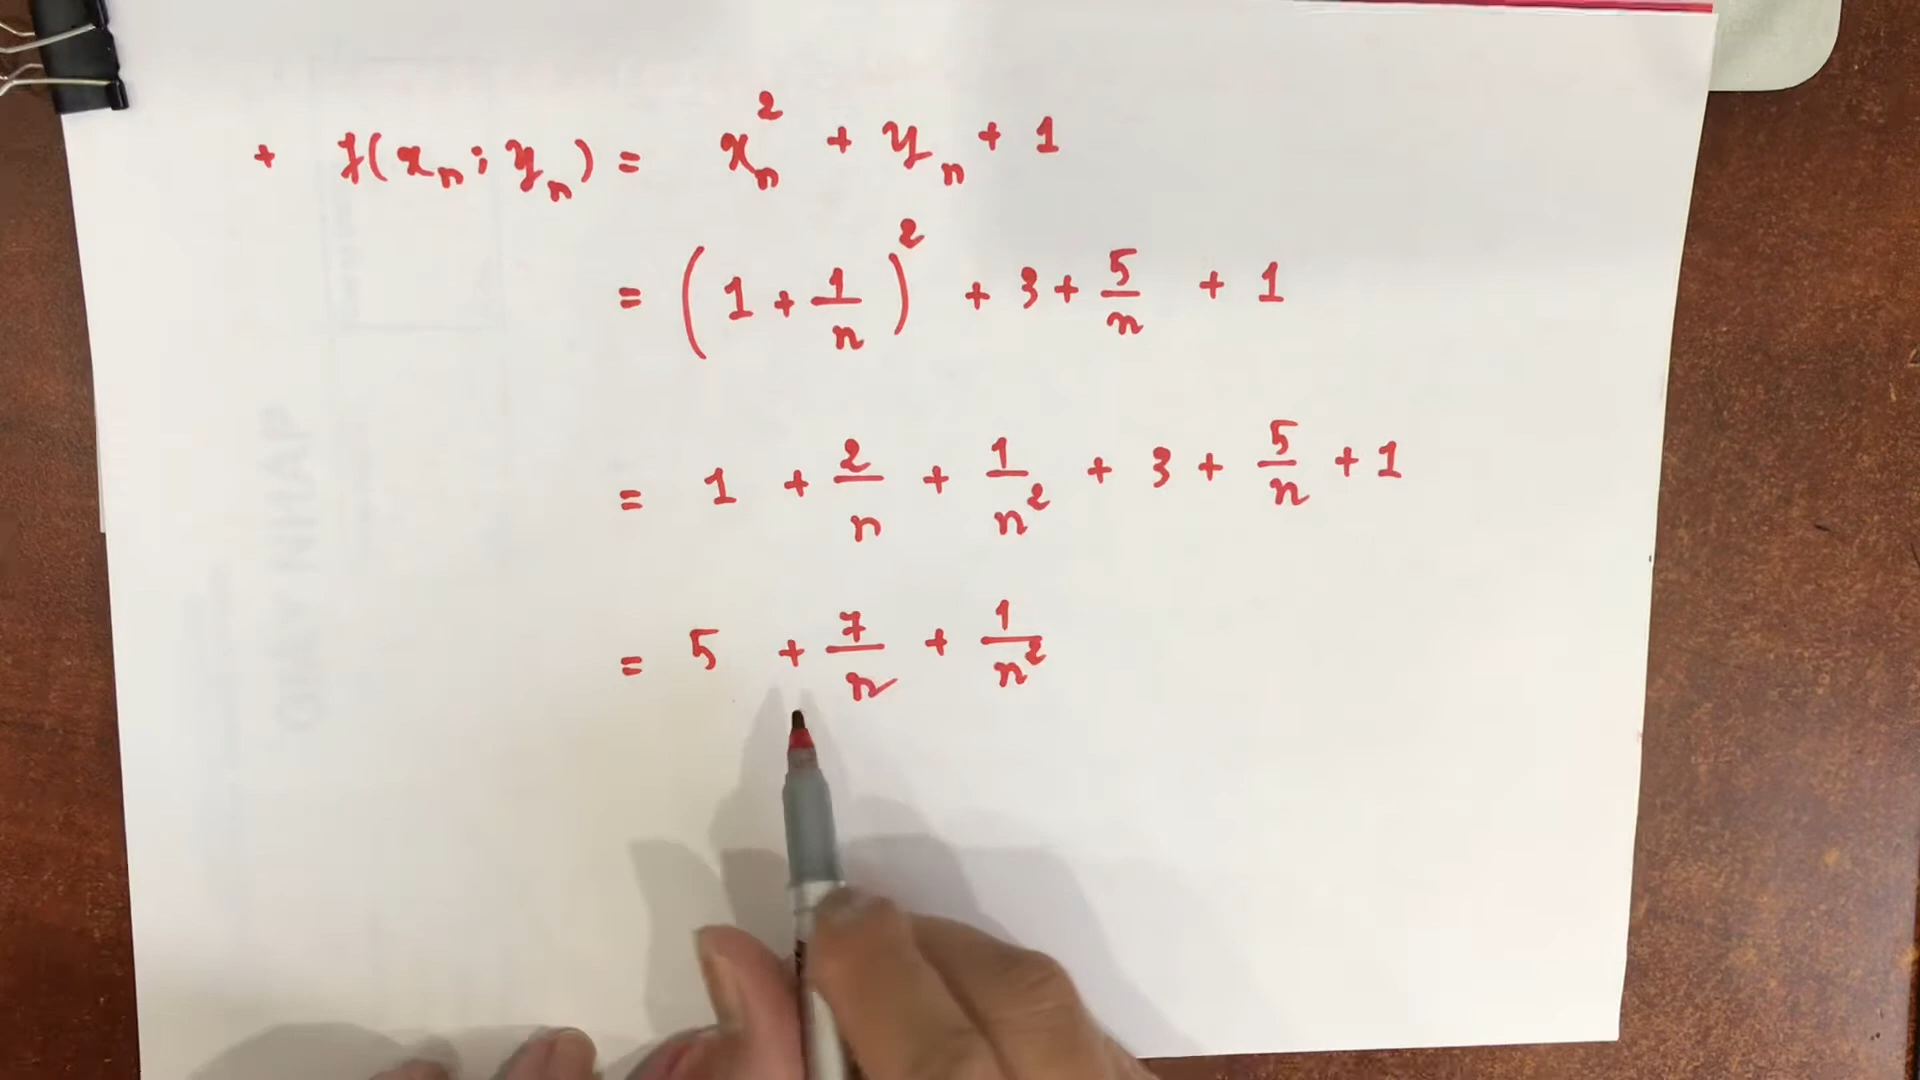 + f(xₙ; yₙ) = xₙ² + yₙ + 1
= (1 + 1/n)² + 3 + 5/n + 1
= 1 + 2/n + 1/n² + 3 + 5/n + 1
= 5 + 7/n + 1/n²